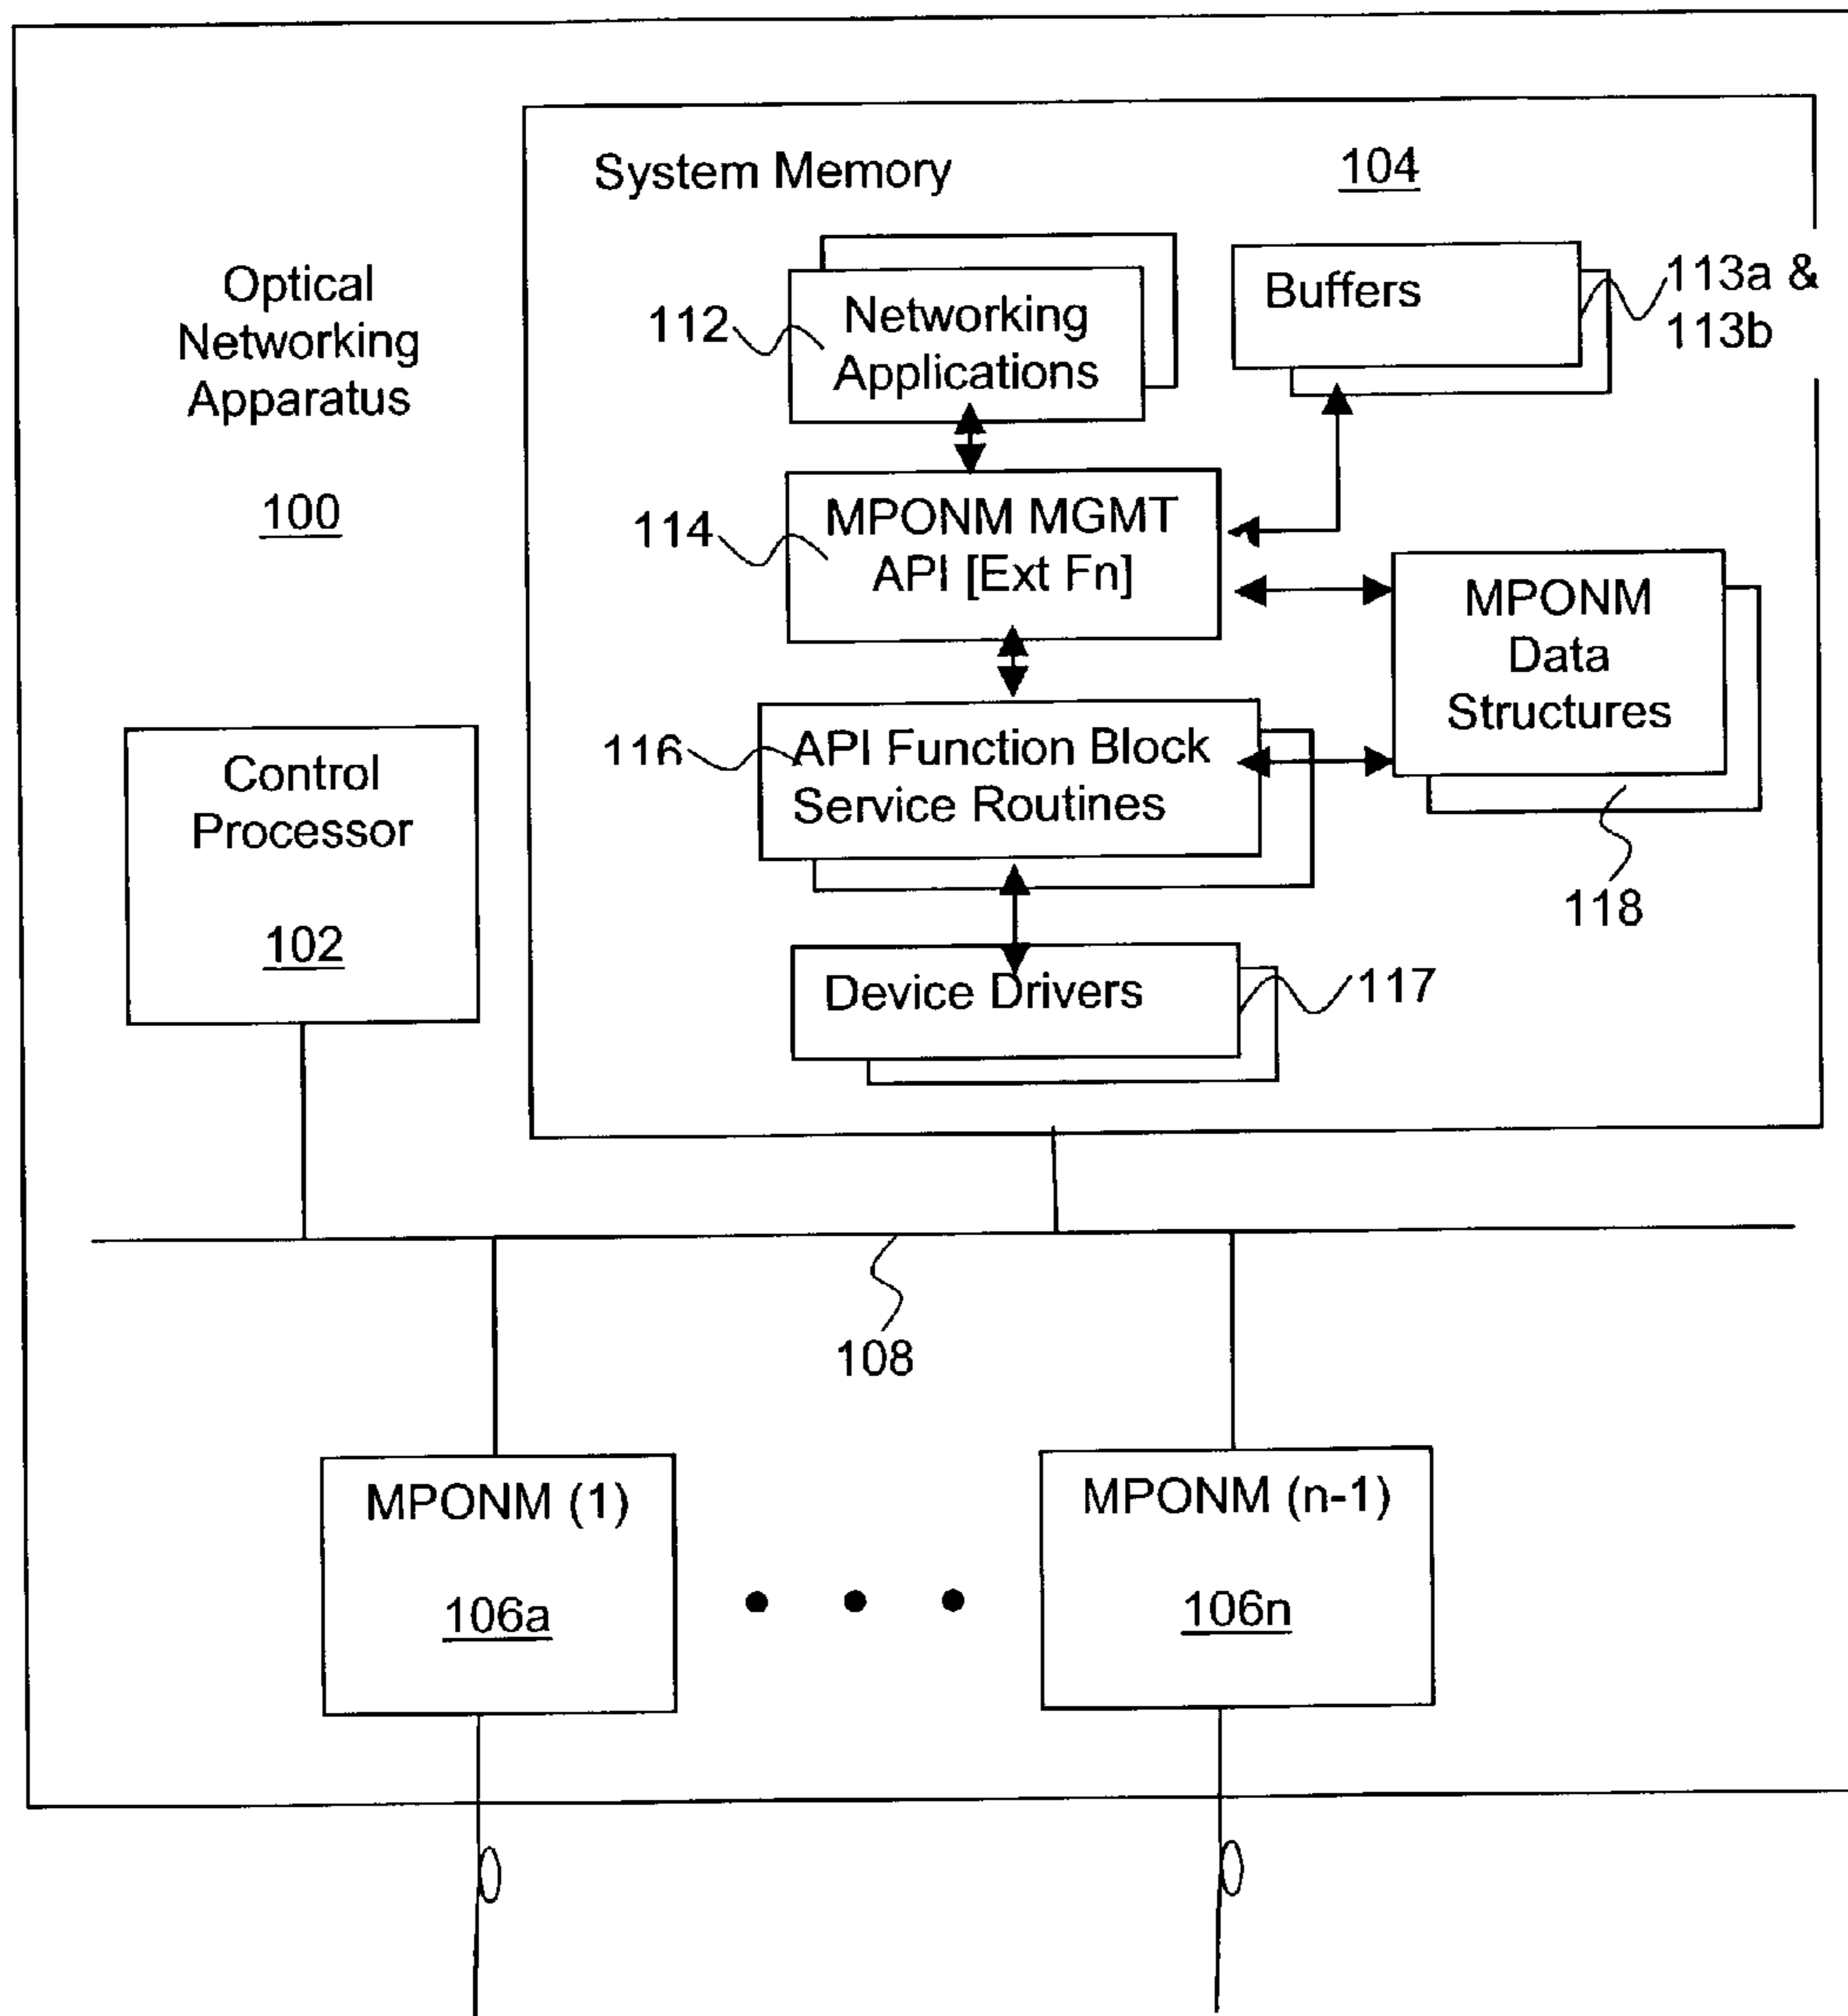 System Memory
104
Optical
Networking
Apparatus
100
112
Networking
Applications
Buffers
113a &
113b
114
MPONM MGMT
API [Ext Fn]
MPONM
Data
Structures
118
116
API Function Block
Service Routines
Control
Processor
102
Device Drivers
117
108
MPONM (1)
106a
MPONM (n-1)
106n